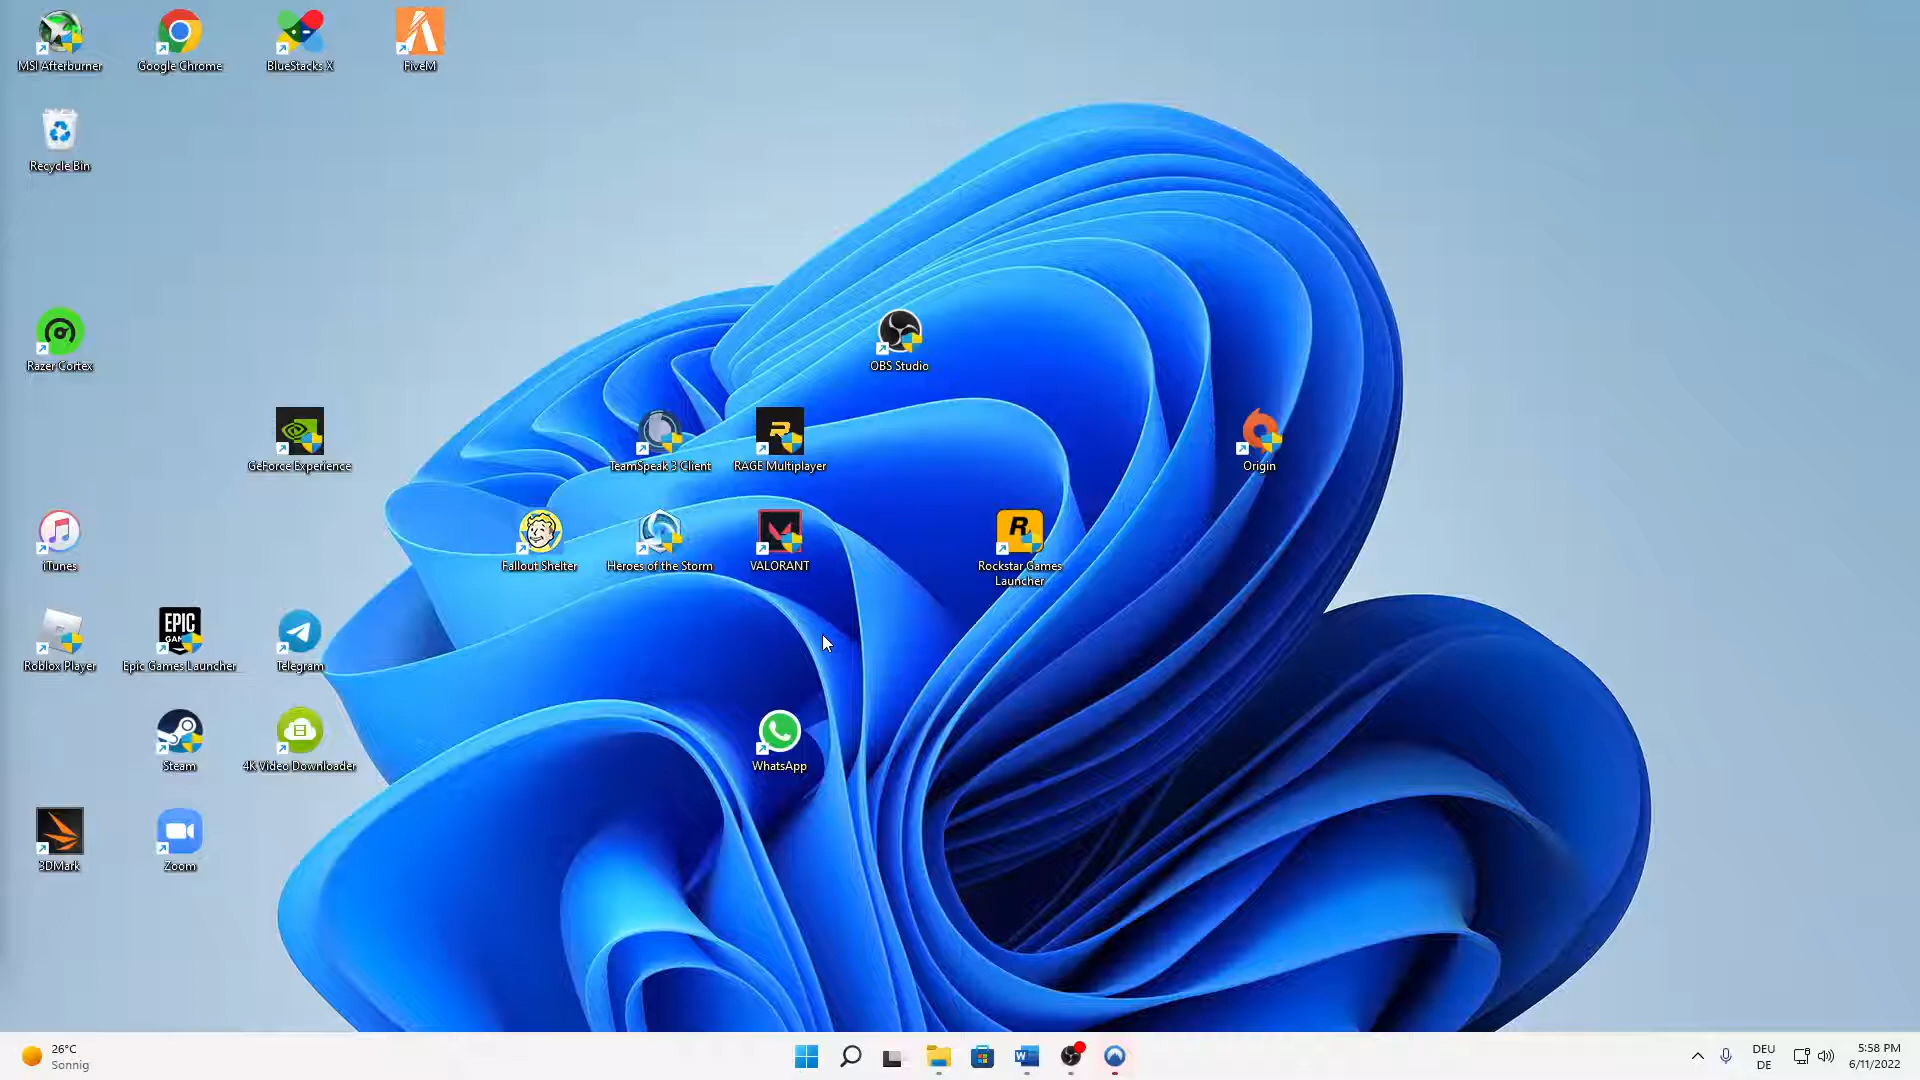 MSI Afterburner
Google Chrome
BlueStacks X
FiveM
Recycle Bin
Razer Cortex
OBS Studio
GeForce Experience
TeamSpeak 3 Client
RAGE Multiplayer
Origin
iTunes
Fallout Shelter
Heroes of the Storm
VALORANT
Rockstar Games
Launcher
EPIC
GAMES
Roblox Player
Epic Games Launcher
Telegram
Steam
4K Video Downloader
WhatsApp
3DMark
Zoom
26°C
Sonnig
DEU
DE
5:58 PM
6/11/2022